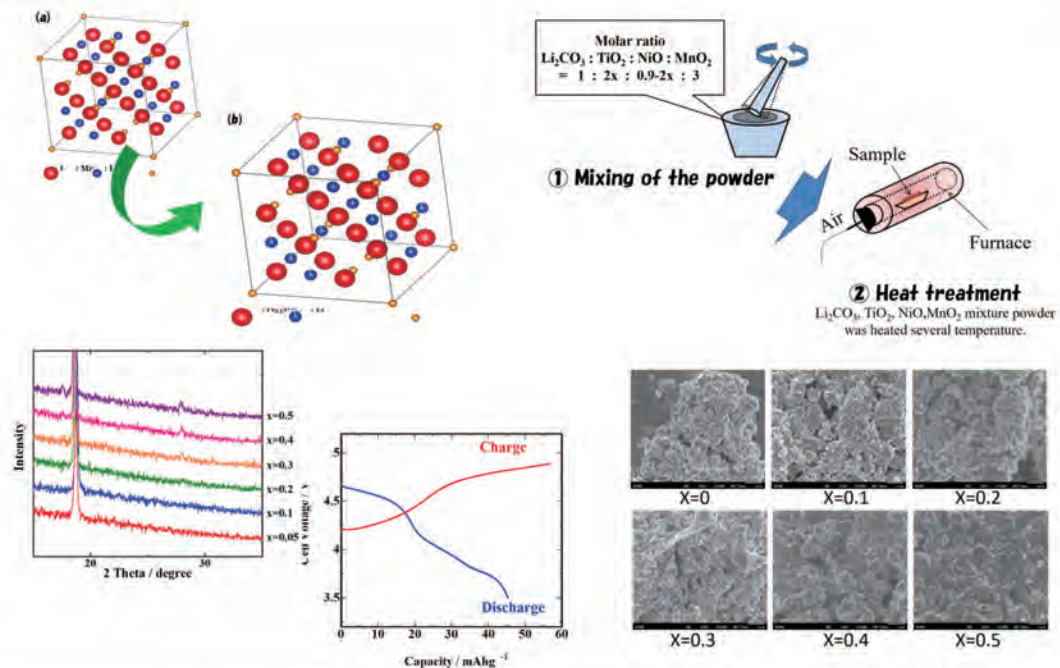 (a)
(b)
Molar ratio
Li₂CO₃ : TiO₂ : NiO : MnO₂
= 1 : 2x : 0.9-2x : 3
① Mixing of the powder
Sample
Air
Furnace
② Heat treatment
Li₂CO₃, TiO₂, NiO,MnO₂ mixture powder
was heated several temperature.
Intensity
x=0.5
x=0.4
x=0.3
x=0.2
x=0.1
x=0.05
20
30
2 Theta / degree
5
4.5
4
3.5
Charge
Discharge
0
10
20
30
40
50
60
Capacity / mAhg ⁻¹
X=0
X=0.1
X=0.2
X=0.3
X=0.4
X=0.5